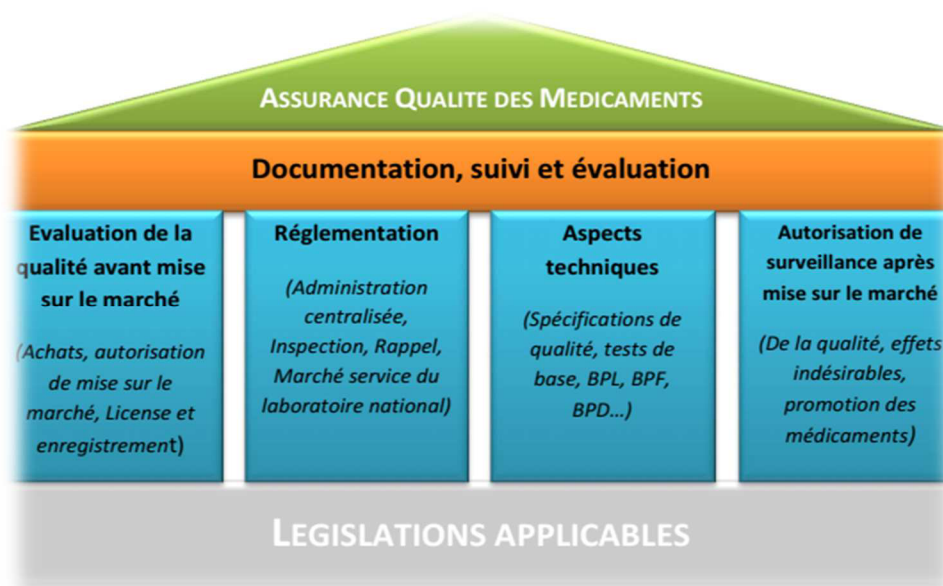 ASSURANCE QUALITE DES MEDICAMENTS
Documentation, suivi et évaluation
Evaluation de la
qualité avant mise
sur le marché
(Achats, autorisation
de mise sur le
marché, License et
enregistrement)
Réglementation
(Administration
centralisée,
Inspection, Rappel,
Marché service du
laboratoire national)
Aspects
techniques
(Spécifications de
qualité, tests de
base, BPL, BPF,
BPD...)
Autorisation de
surveillance après
mise sur le marché
(De la qualité, effets
indésirables,
promotion des
médicaments)
LEGISLATIONS APPLICABLES